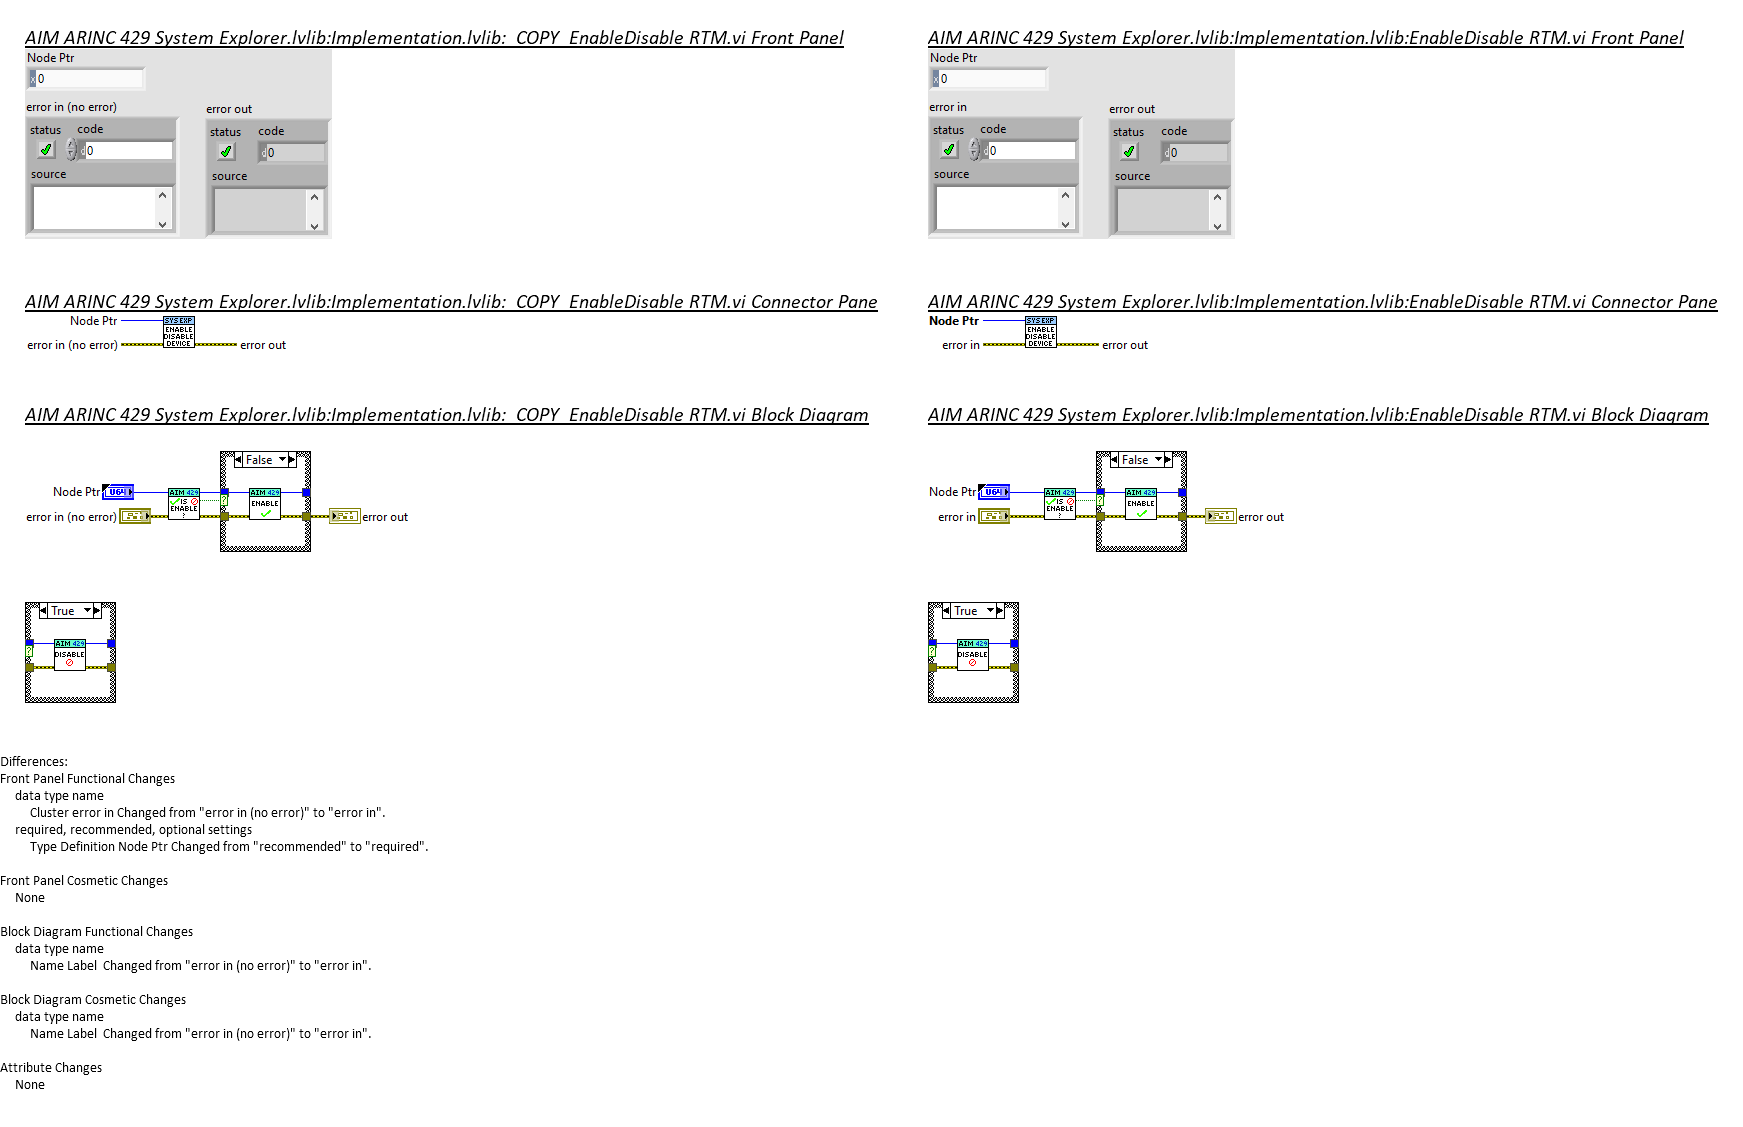 AIM ARINC 429 System Explorer.lvlib:Implementation.lvlib:_COPY_EnableDisable RTM.vi Front Panel
Node Ptr
x 0
error in (no error)
error out
status code
d 0
status code
d 0
source
source
AIM ARINC 429 System Explorer.lvlib:Implementation.lvlib:EnableDisable RTM.vi Front Panel
Node Ptr
x 0
error in
error out
status code
d 0
status code
d 0
source
source
AIM ARINC 429 System Explorer.lvlib:Implementation.lvlib:_COPY_EnableDisable RTM.vi Connector Pane
Node Ptr
SYS EXP
ENABLE
DISABLE
DEVICE
error in (no error)
error out
AIM ARINC 429 System Explorer.lvlib:Implementation.lvlib:EnableDisable RTM.vi Connector Pane
Node Ptr
SYS EXP
ENABLE
DISABLE
DEVICE
error in
error out
AIM ARINC 429 System Explorer.lvlib:Implementation.lvlib:_COPY_EnableDisable RTM.vi Block Diagram
False
Node Ptr
U64
AIM 429
IS
ENABLE
?
?
AIM 429
ENABLE
error in (no error)
error out
True
?
AIM 429
DISABLE
AIM ARINC 429 System Explorer.lvlib:Implementation.lvlib:EnableDisable RTM.vi Block Diagram
False
Node Ptr
U64
AIM 429
IS
ENABLE
?
?
AIM 429
ENABLE
error in
error out
True
?
AIM 429
DISABLE
Differences:
Front Panel Functional Changes
data type name
Cluster error in Changed from "error in (no error)" to "error in".
required, recommended, optional settings
Type Definition Node Ptr Changed from "recommended" to "required".
Front Panel Cosmetic Changes
None
Block Diagram Functional Changes
data type name
Name Label  Changed from "error in (no error)" to "error in".
Block Diagram Cosmetic Changes
data type name
Name Label  Changed from "error in (no error)" to "error in".
Attribute Changes
None